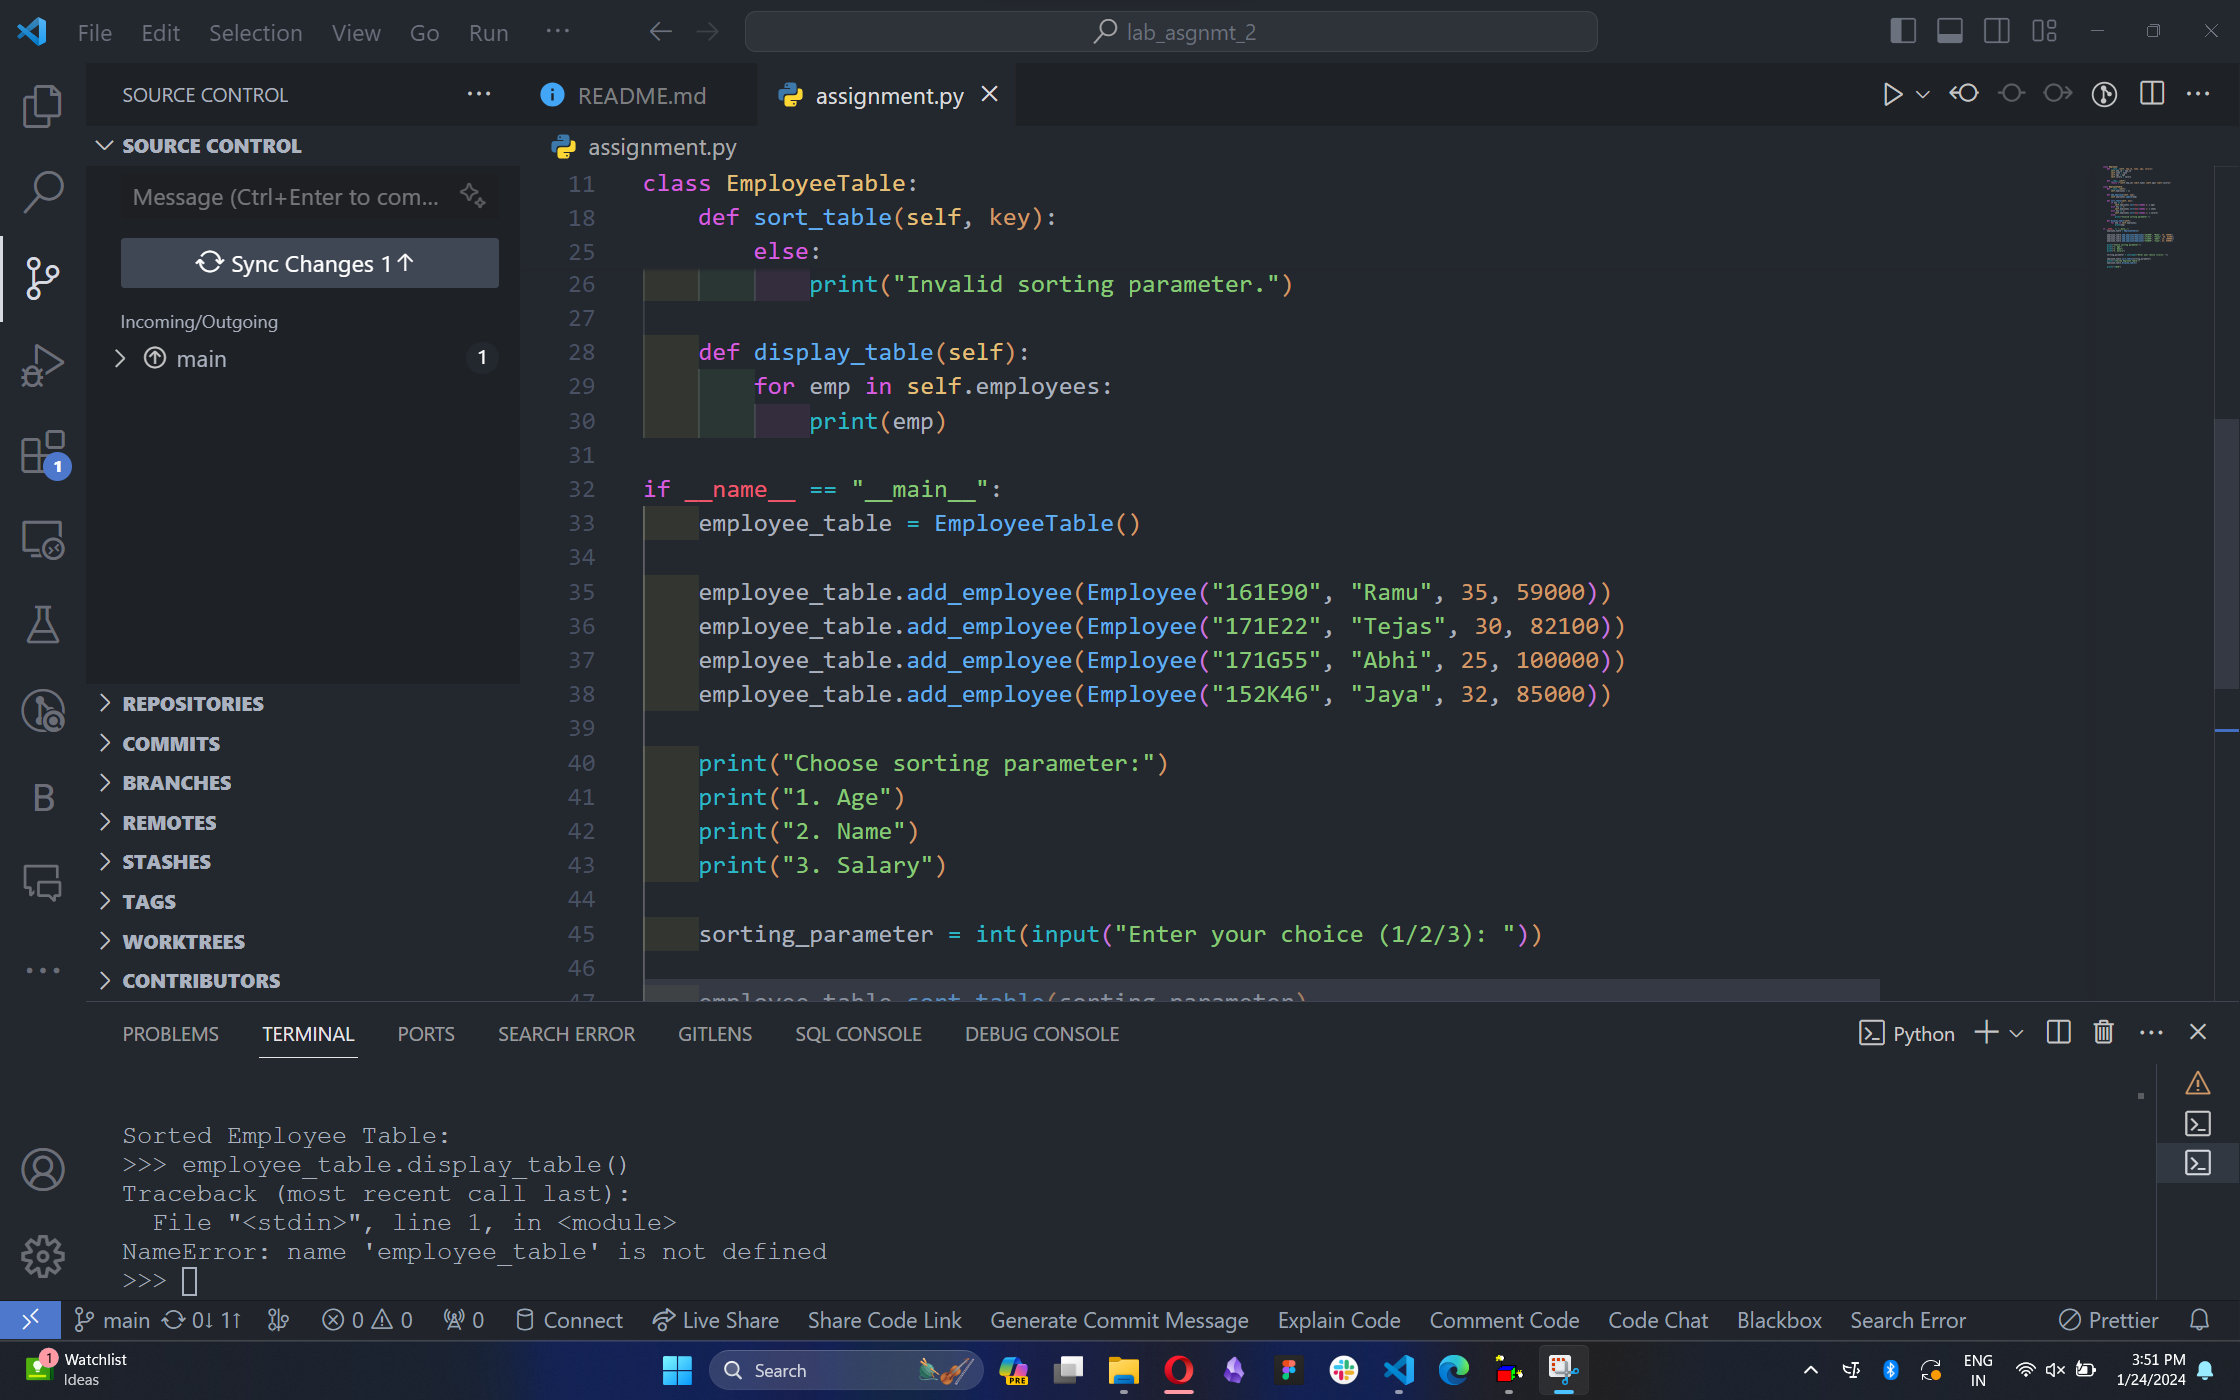 File Edit Selection View Go Run ··· lab_asgnmt_2
SOURCE CONTROL ···
README.md assignment.py
SOURCE CONTROL
Message (Ctrl+Enter to com...
Sync Changes 1↑
Incoming/Outgoing
main 1
1
B
REPOSITORIES
COMMITS
BRANCHES
REMOTES
STASHES
TAGS
WORKTREES
CONTRIBUTORS
assignment.py
11 class EmployeeTable:
18     def sort_table(self, key):
25         else:
26             print("Invalid sorting parameter.")
27
28     def display_table(self):
29         for emp in self.employees:
30             print(emp)
31
32 if __name__ == "__main__":
33     employee_table = EmployeeTable()
34
35     employee_table.add_employee(Employee("161E90", "Ramu", 35, 59000))
36     employee_table.add_employee(Employee("171E22", "Tejas", 30, 82100))
37     employee_table.add_employee(Employee("171G55", "Abhi", 25, 100000))
38     employee_table.add_employee(Employee("152K46", "Jaya", 32, 85000))
39
40     print("Choose sorting parameter:")
41     print("1. Age")
42     print("2. Name")
43     print("3. Salary")
44
45     sorting_parameter = int(input("Enter your choice (1/2/3): "))
46
47     employee_table.sort_table(sorting_parameter)
PROBLEMS TERMINAL PORTS SEARCH ERROR GITLENS SQL CONSOLE DEBUG CONSOLE Python
Sorted Employee Table:
>>> employee_table.display_table()
Traceback (most recent call last):
  File "<stdin>", line 1, in <module>
NameError: name 'employee_table' is not defined
>>>
main 0↓ 1↑ 0 0 0 Connect Live Share Share Code Link Generate Commit Message Explain Code Comment Code Code Chat Blackbox Search Error Prettier
1 Watchlist
Ideas
Search
PRE
ENG
IN
3:51 PM
1/24/2024